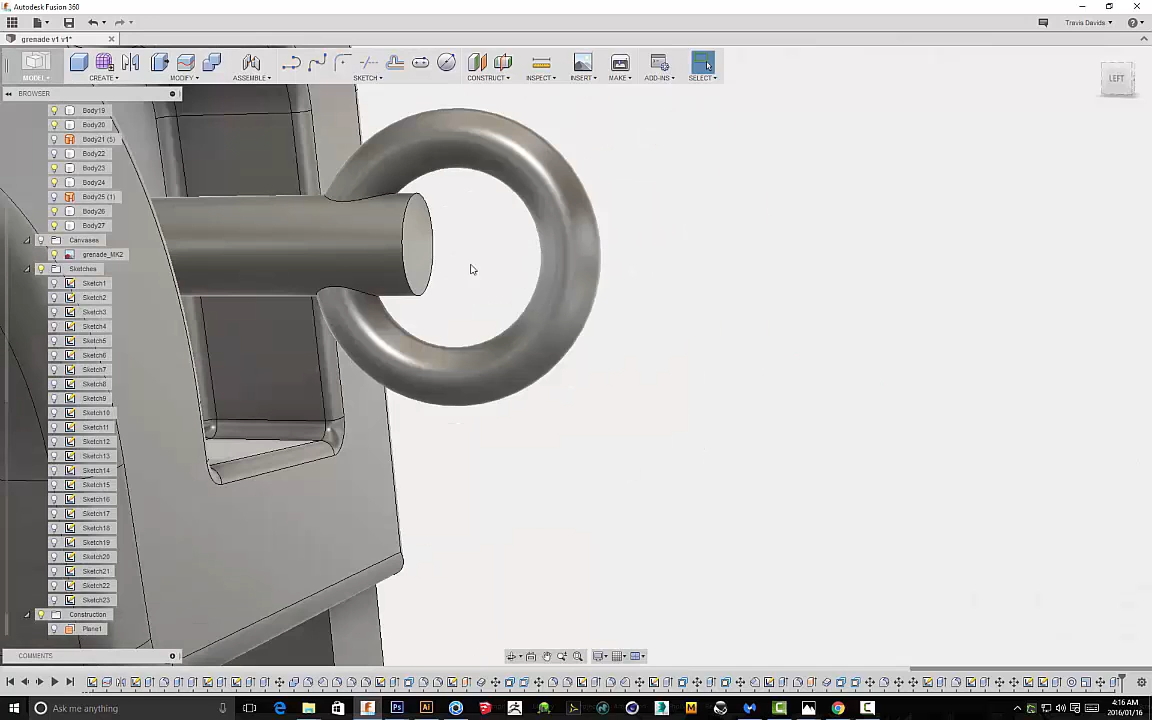 Autodesk Fusion 360
Travis Davids
grenade v1 v1*
MODEL
CREATE
MODIFY
ASSEMBLE
SKETCH
CONSTRUCT
INSPECT
INSERT
MAKE
ADD-INS
SELECT
LEFT
BROWSER
Body19
Body20
Body21 (5)
Body22
Body23
Body24
Body25 (1)
Body26
Body27
Canvases
grenade_MK2
Sketches
Sketch1
Sketch2
Sketch3
Sketch4
Sketch5
Sketch6
Sketch7
Sketch8
Sketch9
Sketch10
Sketch11
Sketch12
Sketch13
Sketch14
Sketch15
Sketch16
Sketch17
Sketch18
Sketch19
Sketch20
Sketch21
Sketch22
Sketch23
Construction
Plane1
COMMENTS
Ask me anything
4:16 AM
2016/01/16